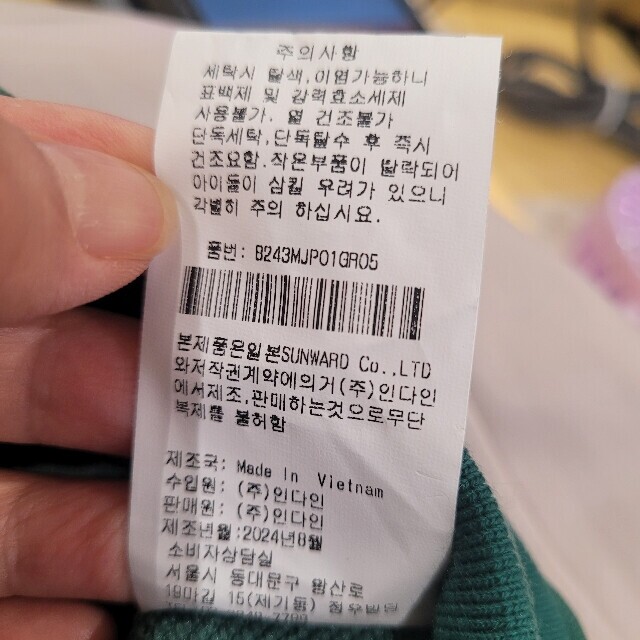 주의사항
세탁시 탈색,이염가능하니
표백제 및 강력효소세제
사용불가. 열 건조불가
단독세탁,단독탈수 후 즉시
건조요함.작은부품이 탈락되어
아이들이 삼킬 우려가 있으니
각별히 주의 하십시요.
품번: B243MJP01GR05
본제품은일본SUNWARD Co.,LTD
와저작권계약에의거(주)인다인
에서제조,판매하는것으로무단
복제를 불허함
제조국: Made In Vietnam
수입원: (주)인다인
판매원: (주)인다인
제조년월:2024년8월
소비자상담실
서울시 동대문구 왕산로
18마길 15(제기동)